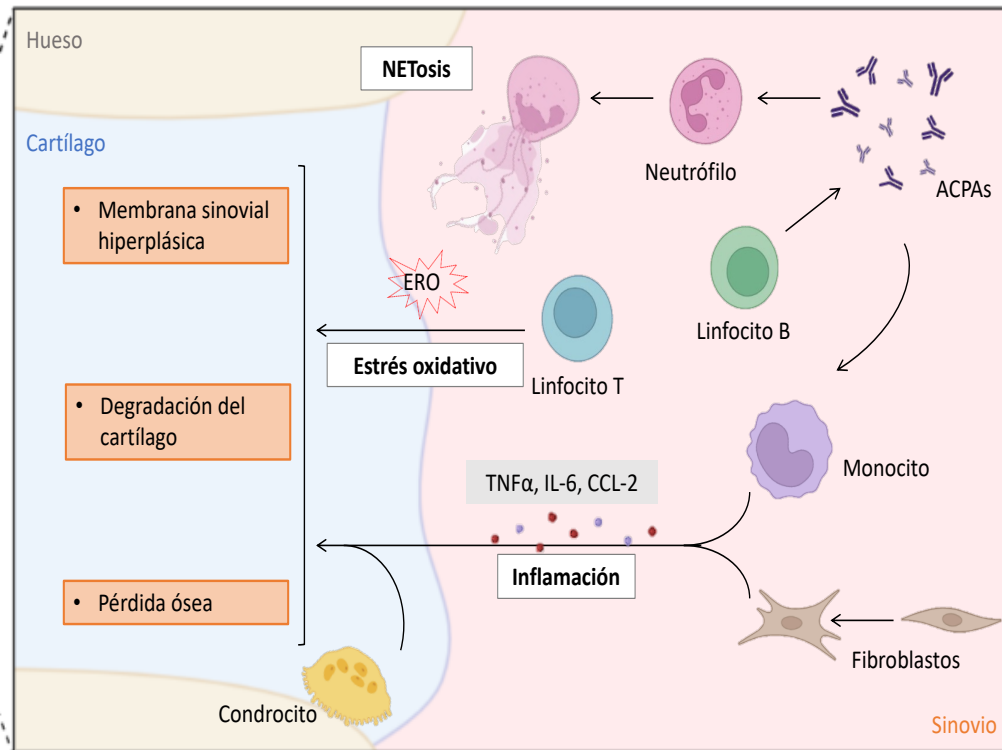 Hueso
NETosis
Cartílago
Neutrófilo
ACPAs
• Membrana sinovial
hiperplásica
ERO
Linfocito B
Estrés oxidativo
Linfocito T
• Degradación del
cartílago
Monocito
TNFα, IL-6, CCL-2
Inflamación
• Pérdida ósea
Fibroblastos
Condrocito
Sinovio